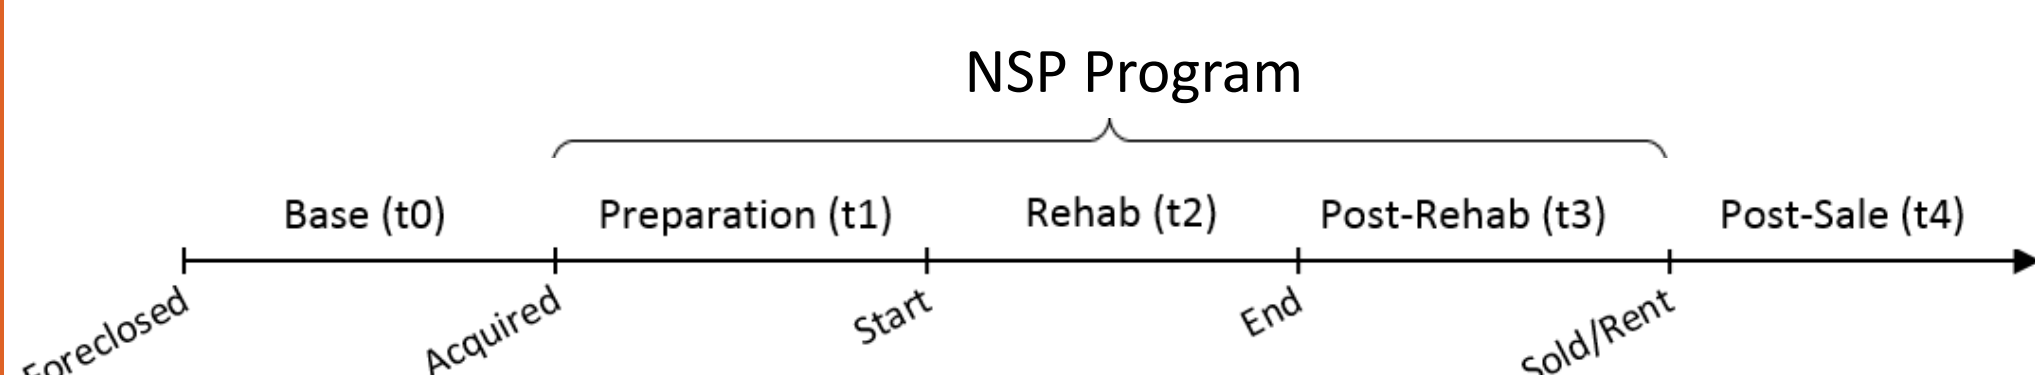 NSP Program
Base (t0) Preparation (t1) Rehab (t2) Post-Rehab (t3) Post-Sale (t4)
Foreclosed Acquired Start End Sold/Rent